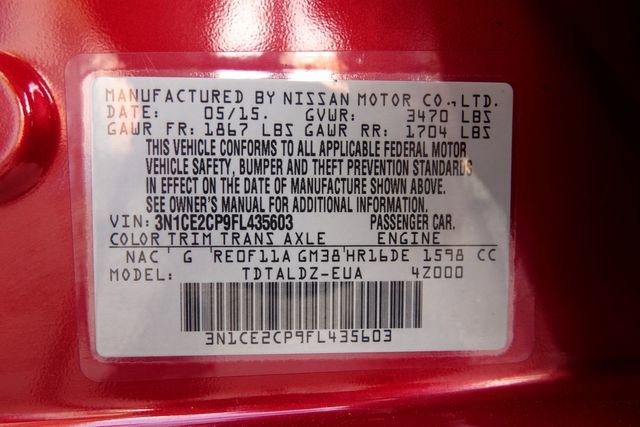 MANUFACTURED BY NISSAN MOTOR CO.,LTD.
DATE: 05/15. GVWR: 3470 LBS
GAWR FR: 1867 LBS GAWR RR: 1704 LBS
THIS VEHICLE CONFORMS TO ALL APPLICABLE FEDERAL MOTOR
VEHICLE SAFETY, BUMPER AND THEFT PREVENTION STANDARDS
IN EFFECT ON THE DATE OF MANUFACTURE SHOWN ABOVE.
SEE OWNER'S MANUAL FOR ADDITIONAL INFORMATION.
VIN: 3N1CE2CP9FL435603 PASSENGER CAR.
COLOR TRIM TRANS AXLE ENGINE
NAC G RE0F11A GM38 HR16DE 1598 CC
MODEL: TDTALDZ-EUA 4Z000
3N1CE2CP9FL435603